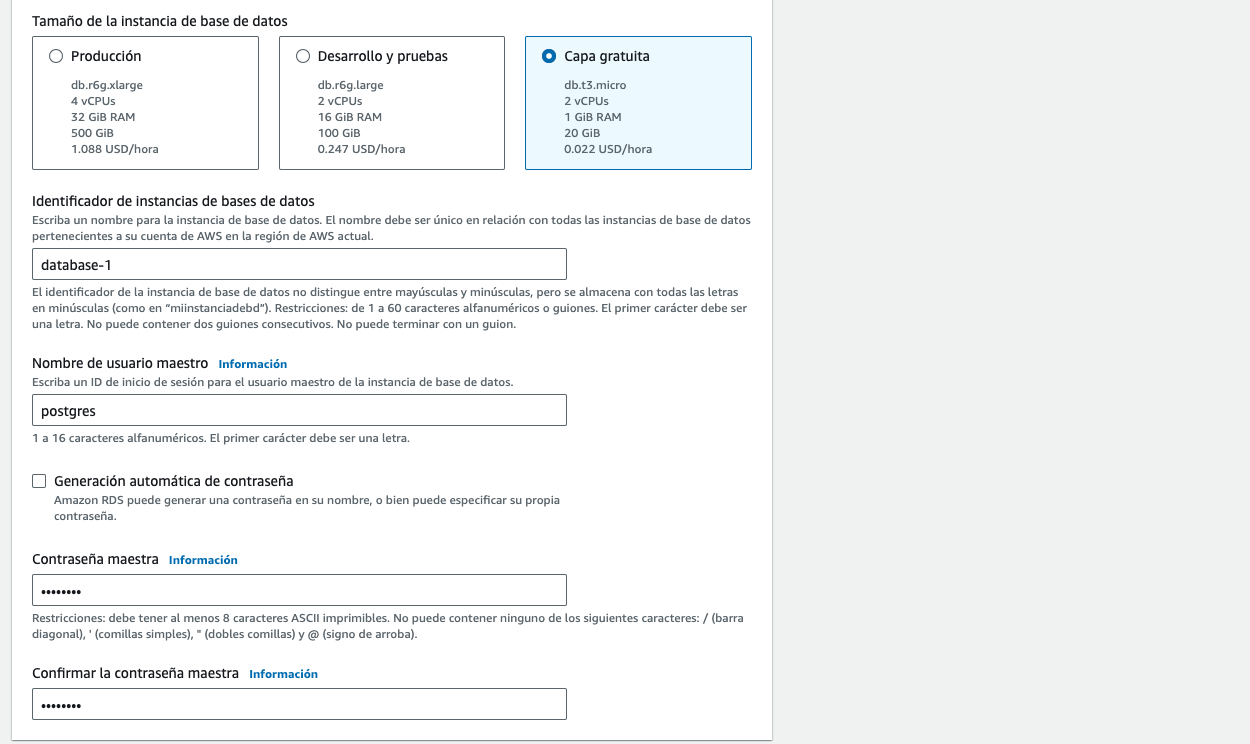 Tamaño de la instancia de base de datos
Producción
db.r6g.xlarge
4 vCPUs
32 GiB RAM
500 GiB
1.088 USD/hora
Desarrollo y pruebas
db.r6g.large
2 vCPUs
16 GiB RAM
100 GiB
0.247 USD/hora
Capa gratuita
db.t3.micro
2 vCPUs
1 GiB RAM
20 GiB
0.022 USD/hora
Identificador de instancias de bases de datos
Escriba un nombre para la instancia de base de datos. El nombre debe ser único en relación con todas las instancias de base de datos
pertenecientes a su cuenta de AWS en la región de AWS actual.
database-1
El identificador de la instancia de base de datos no distingue entre mayúsculas y minúsculas, pero se almacena con todas las letras
en minúsculas (como en “miinstanciadebd”). Restricciones: de 1 a 60 caracteres alfanuméricos o guiones. El primer carácter debe ser
una letra. No puede contener dos guiones consecutivos. No puede terminar con un guion.
Nombre de usuario maestro Información
Escriba un ID de inicio de sesión para el usuario maestro de la instancia de base de datos.
postgres
1 a 16 caracteres alfanuméricos. El primer carácter debe ser una letra.
Generación automática de contraseña
Amazon RDS puede generar una contraseña en su nombre, o bien puede especificar su propia
contraseña.
Contraseña maestra Información
••••••••
Restricciones: debe tener al menos 8 caracteres ASCII imprimibles. No puede contener ninguno de los siguientes caracteres: / (barra
diagonal), ' (comillas simples), " (dobles comillas) y @ (signo de arroba).
Confirmar la contraseña maestra Información
••••••••